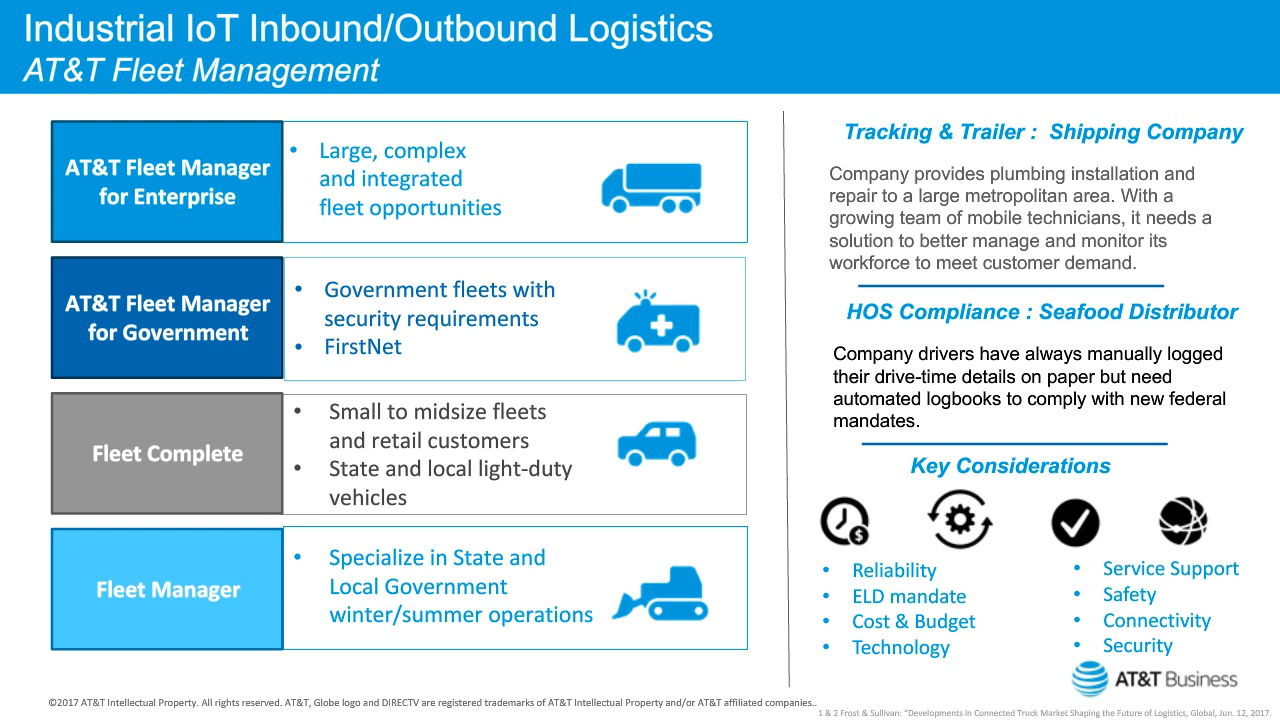 Industrial IoT Inbound/Outbound Logistics
AT&T Fleet Management
AT&T Fleet Manager
for Enterprise
• Large, complex
and integrated
fleet opportunities
AT&T Fleet Manager
for Government
• Government fleets with
security requirements
• FirstNet
Fleet Complete
• Small to midsize fleets
and retail customers
• State and local light-duty
vehicles
Fleet Manager
• Specialize in State and
Local Government
winter/summer operations
Tracking & Trailer : Shipping Company
Company provides plumbing installation and
repair to a large metropolitan area. With a
growing team of mobile technicians, it needs a
solution to better manage and monitor its
workforce to meet customer demand.
HOS Compliance : Seafood Distributor
Company drivers have always manually logged
their drive-time details on paper but need
automated logbooks to comply with new federal
mandates.
Key Considerations
$
• Reliability
• ELD mandate
• Cost & Budget
• Technology
• Service Support
• Safety
• Connectivity
• Security
AT&T Business
©2017 AT&T Intellectual Property. All rights reserved. AT&T, Globe logo and DIRECTV are registered trademarks of AT&T Intellectual Property and/or AT&T affiliated companies..
1 & 2 Frost & Sullivan: “Developments In Connected Truck Market Shaping the Future of Logistics, Global, Jun. 12, 2017.